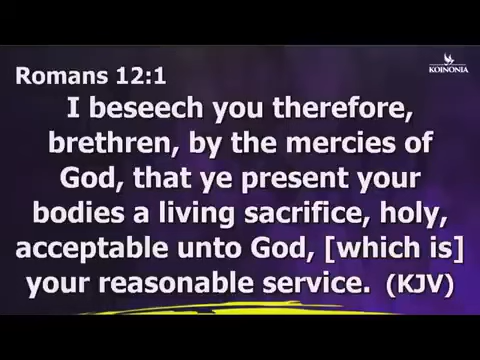 KOINONIA
Romans 12:1
I beseech you therefore,
brethren, by the mercies of
God, that ye present your
bodies a living sacrifice, holy,
acceptable unto God, [which is]
your reasonable service. (KJV)